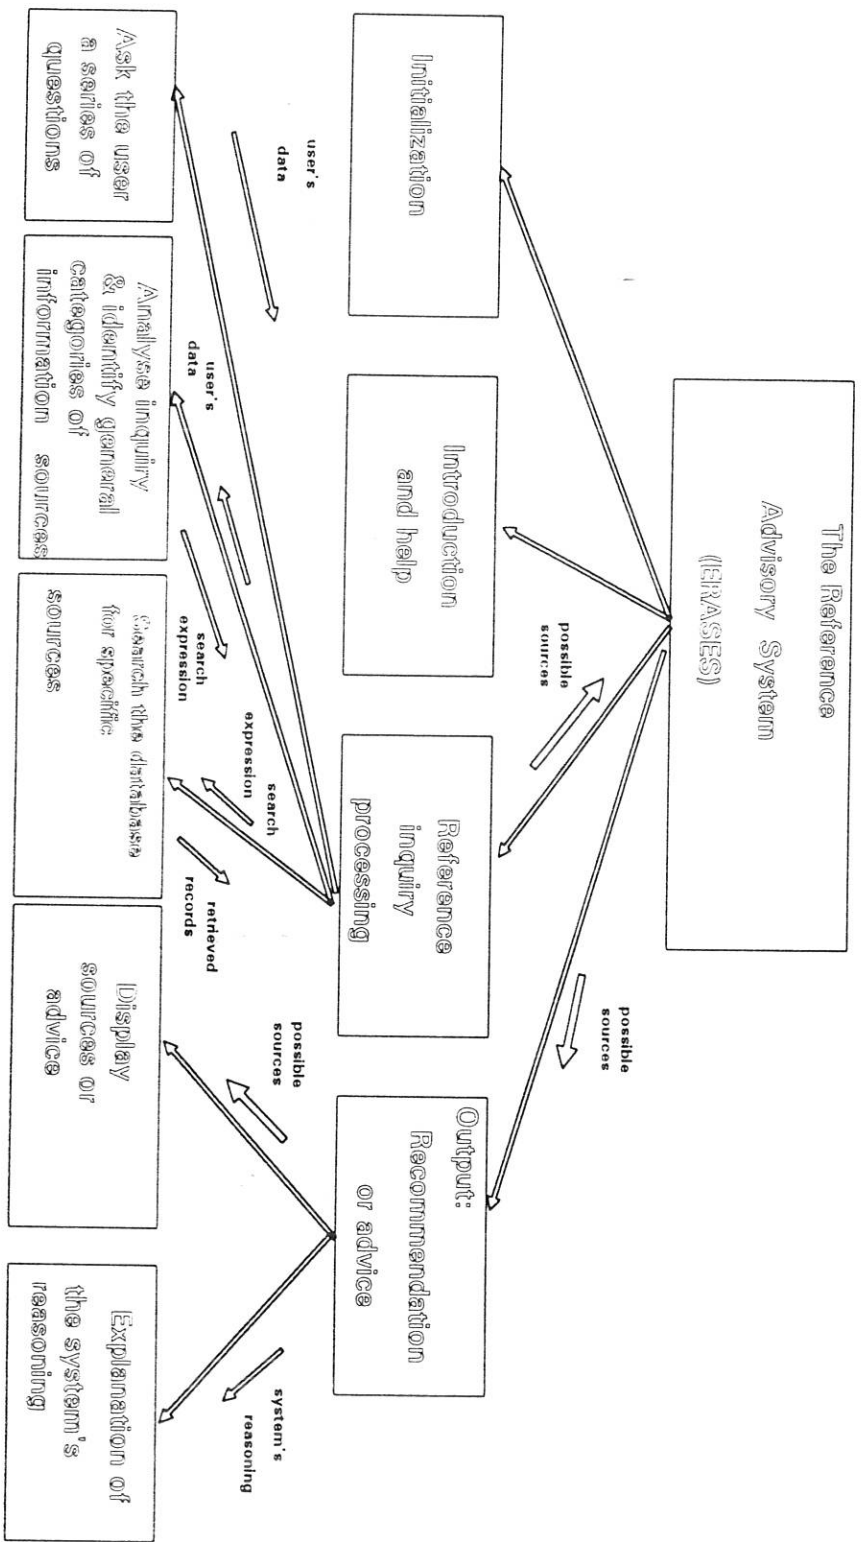 The Reference
Advisory System
(ERASES)
possible
sources
possible
sources
Initialization
Introduction
and help
Reference
inquiry
processing
Output:
Recommendation
or advice
user's
data
user's
data
search
expression
search
expression
retrieved
records
possible
sources
system's
reasoning
Ask the user
a series of
questions
Analyse inquiry
& identify general
categories of
information sources
Search the database
for specific
sources
Display
sources or
advice
Explanation of
the system's
reasoning